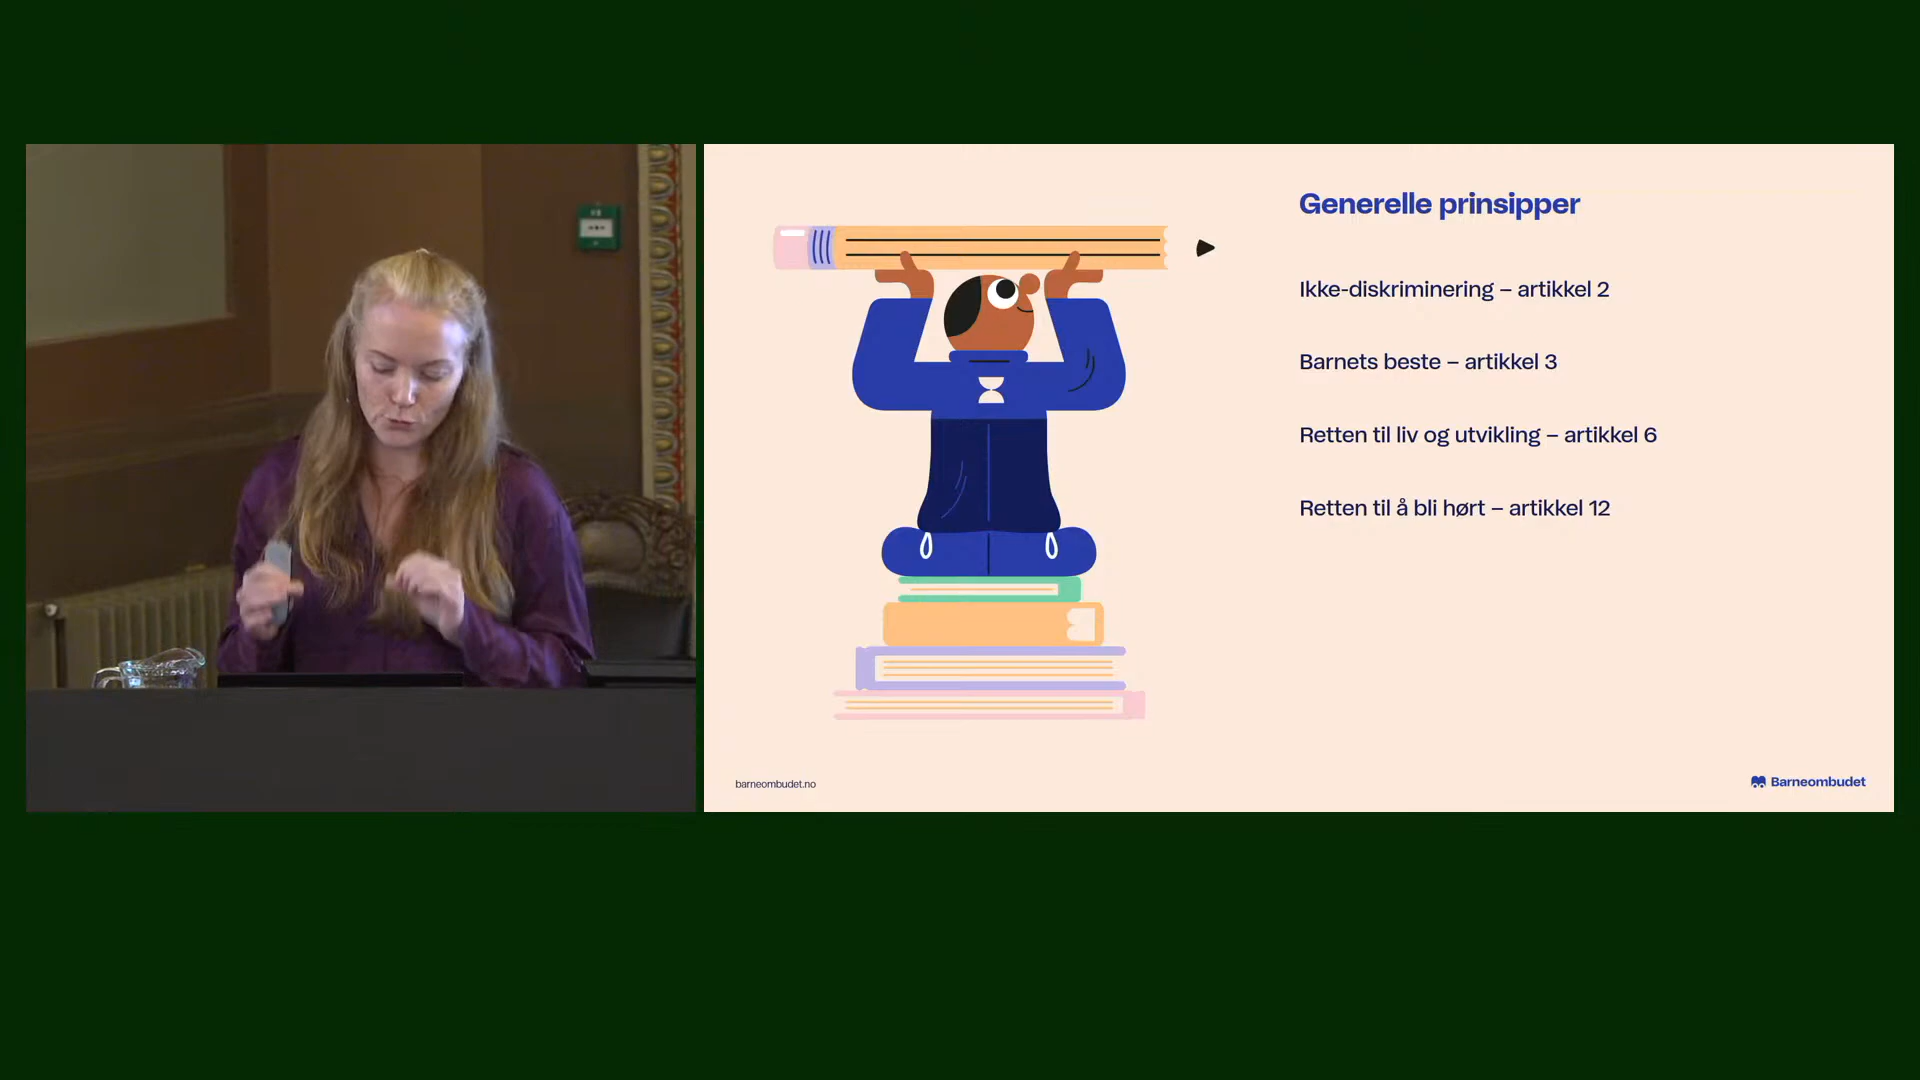 Generelle prinsipper
Ikke-diskriminering – artikkel 2
Barnets beste – artikkel 3
Retten til liv og utvikling – artikkel 6
Retten til å bli hørt – artikkel 12
barneombudet.no
Barneombudet